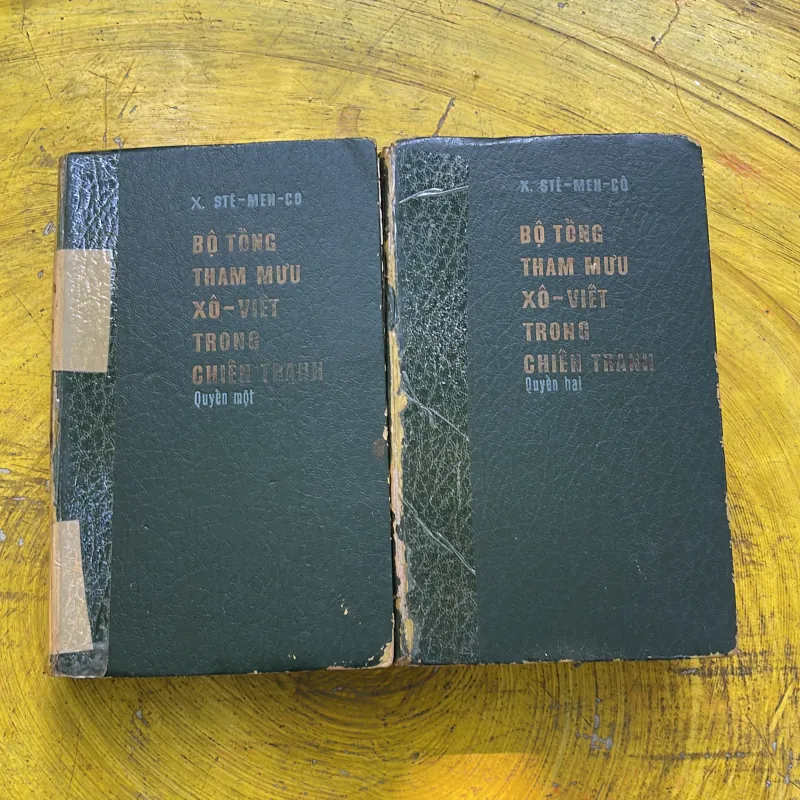 X. STÊ-MEN-CÔ
BỘ TỔNG
THAM MƯU
XÔ-VIẾT
TRONG
CHIẾN TRANH
Quyển một
X. STÊ-MEN-CÔ
BỘ TỔNG
THAM MƯU
XÔ-VIẾT
TRONG
CHIẾN TRANH
Quyển hai